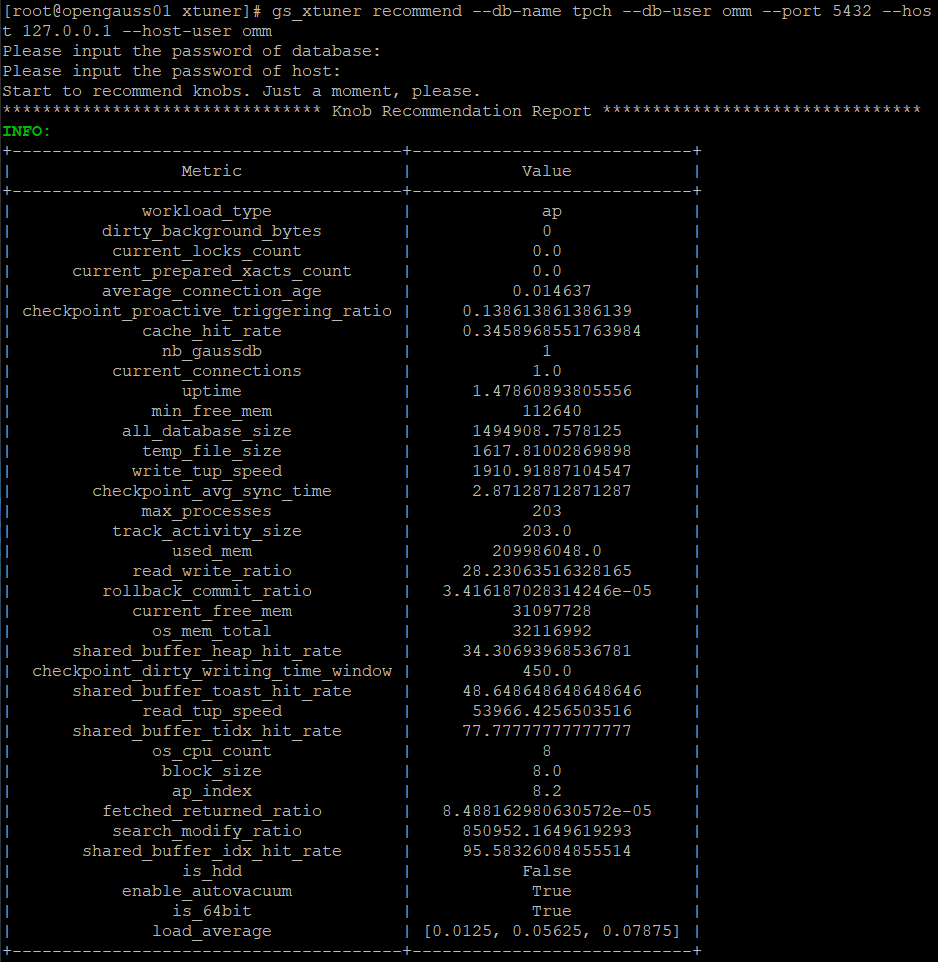 [root@opengauss01 xtuner]# gs_xtuner recommend --db-name tpch --db-user omm --port 5432 --hos
t 127.0.0.1 --host-user omm
Please input the password of database:
Please input the password of host:
Start to recommend knobs. Just a moment, please.
******************************** Knob Recommendation Report ********************************
INFO:
+---------------------------------------+----------------------------+
| Metric | Value |
+---------------------------------------+----------------------------+
| workload_type | ap |
| dirty_background_bytes | 0 |
| current_locks_count | 0.0 |
| current_prepared_xacts_count | 0.0 |
| average_connection_age | 0.014637 |
| checkpoint_proactive_triggering_ratio | 0.138613861386139 |
| cache_hit_rate | 0.3458968551763984 |
| nb_gaussdb | 1 |
| current_connections | 1.0 |
| uptime | 1.47860893805556 |
| min_free_mem | 112640 |
| all_database_size | 1494908.7578125 |
| temp_file_size | 1617.81002869898 |
| write_tup_speed | 1910.91887104547 |
| checkpoint_avg_sync_time | 2.87128712871287 |
| max_processes | 203 |
| track_activity_size | 203.0 |
| used_mem | 209986048.0 |
| read_write_ratio | 28.23063516328165 |
| rollback_commit_ratio | 3.416187028314246e-05 |
| current_free_mem | 31097728 |
| os_mem_total | 32116992 |
| shared_buffer_heap_hit_rate | 34.30693968536781 |
| checkpoint_dirty_writing_time_window | 450.0 |
| shared_buffer_toast_hit_rate | 48.648648648648646 |
| read_tup_speed | 53966.4256503516 |
| shared_buffer_tidx_hit_rate | 77.77777777777777 |
| os_cpu_count | 8 |
| block_size | 8.0 |
| ap_index | 8.2 |
| fetched_returned_ratio | 8.488162980630572e-05 |
| search_modify_ratio | 850952.1649619293 |
| shared_buffer_idx_hit_rate | 95.58326084855514 |
| is_hdd | False |
| enable_autovacuum | True |
| is_64bit | True |
| load_average | [0.0125, 0.05625, 0.07875] |
+---------------------------------------+----------------------------+